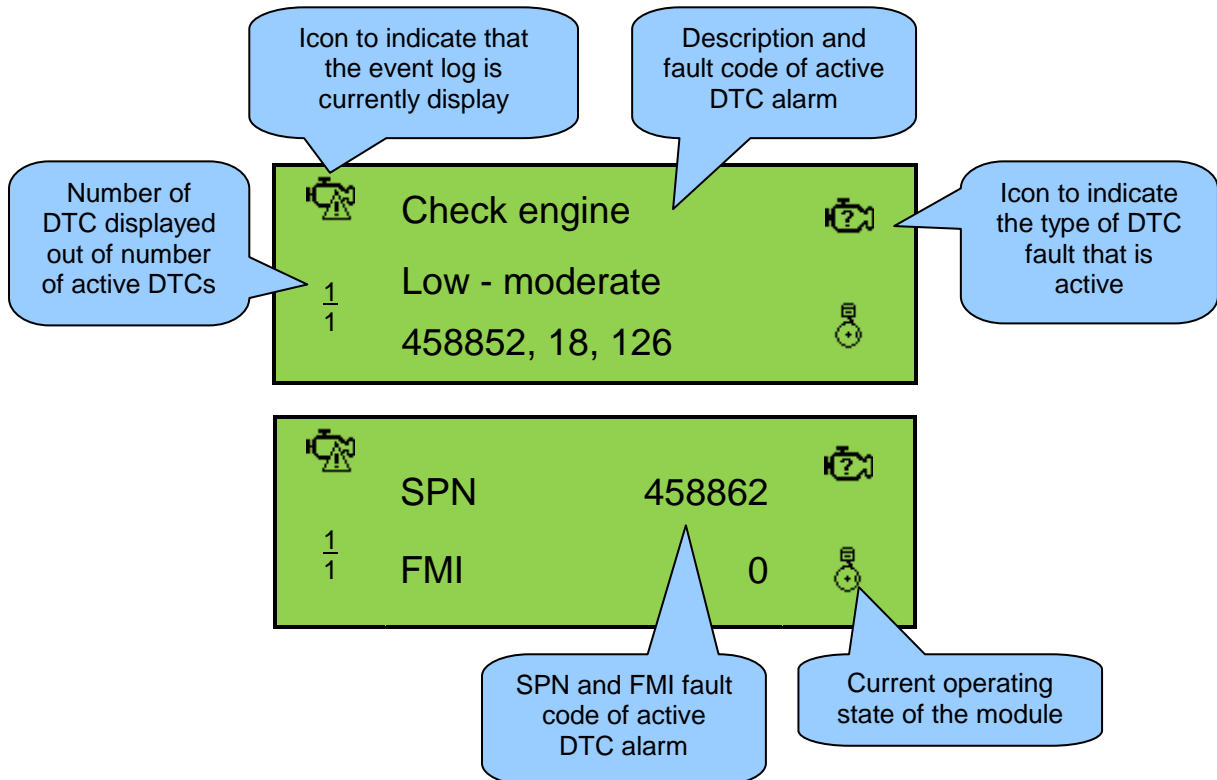 Icon to indicate that
the event log is
currently display
Description and
fault code of active
DTC alarm
Number of
DTC displayed
out of number
of active DTCs
Icon to indicate
the type of DTC
fault that is
active
Check engine
?
1
1
Low - moderate
458852, 18, 126
SPN 458862
?
1
1
FMI 0
SPN and FMI fault
code of active
DTC alarm
Current operating
state of the module